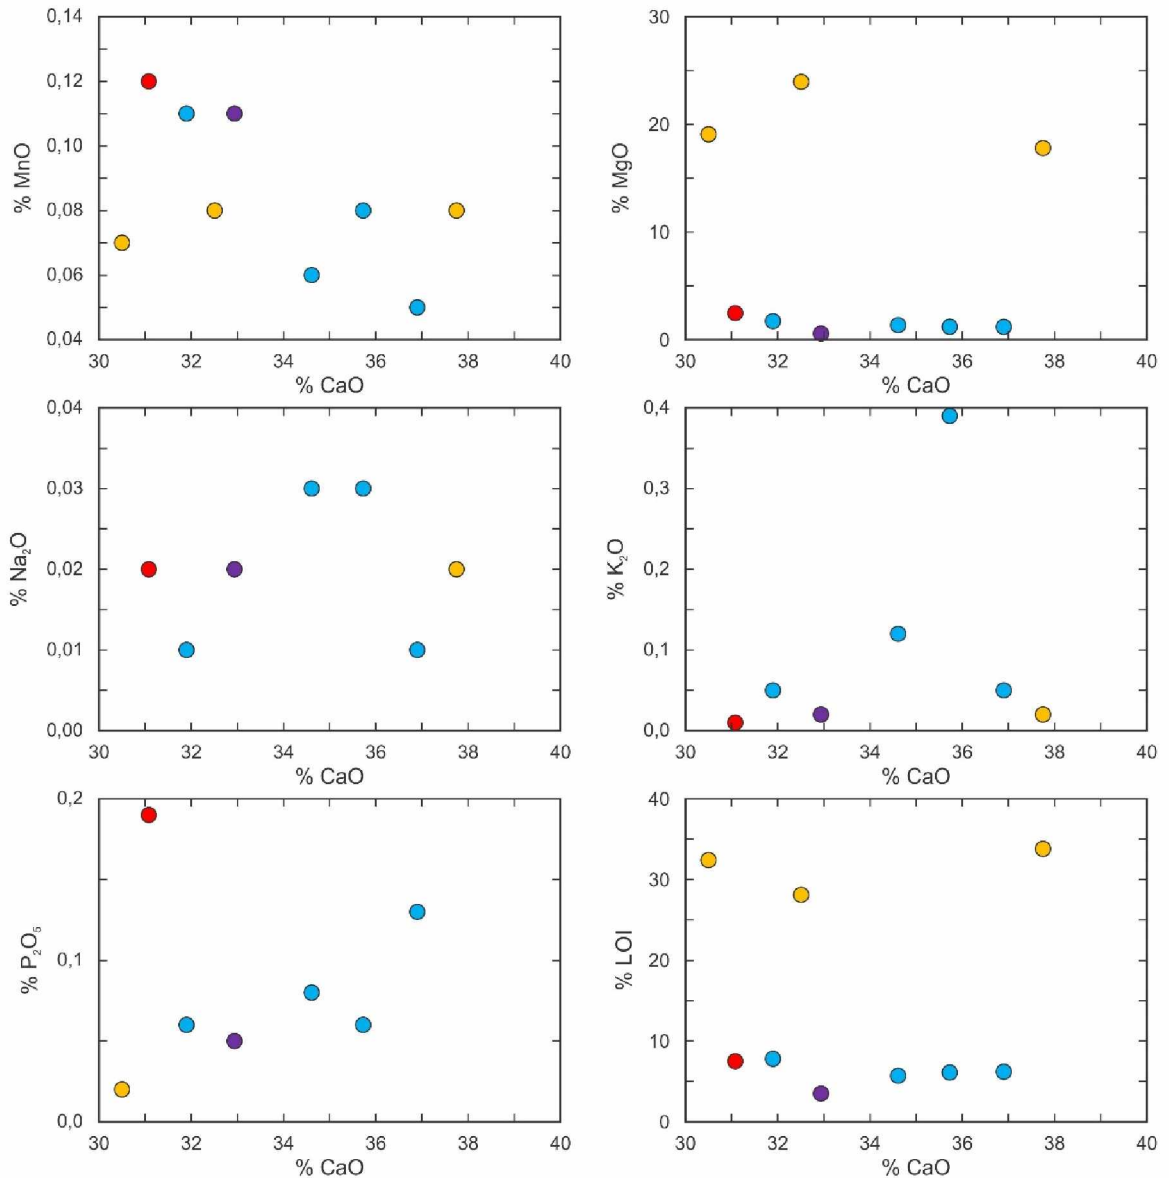 0,14
0,12
0,10
0,08
0,06
0,04
% MnO
30 32 34 36 38 40
% CaO
30
20
10
0
% MgO
30 32 34 36 38 40
% CaO
0,04
0,03
0,02
0,01
0,00
% Na₂O
30 32 34 36 38 40
% CaO
0,4
0,3
0,2
0,1
0,0
% K₂O
30 32 34 36 38 40
% CaO
0,2
0,1
0,0
% P₂O₅
30 32 34 36 38 40
% CaO
40
30
20
10
0
% LOI
30 32 34 36 38 40
% CaO